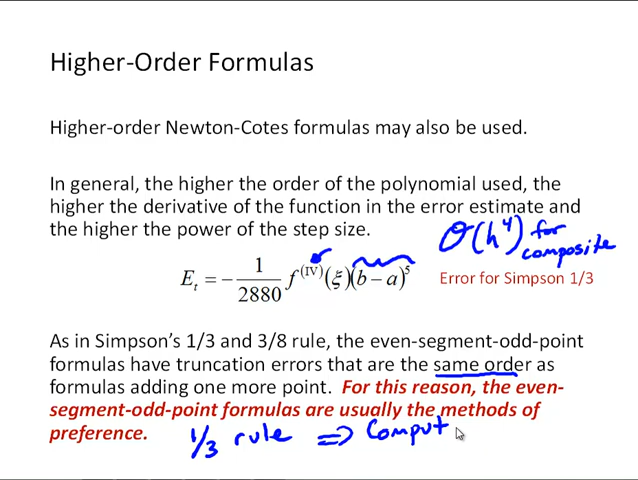 Higher-Order Formulas
Higher-order Newton-Cotes formulas may also be used.
In general, the higher the order of the polynomial used, the
higher the derivative of the function in the error estimate and
the higher the power of the step size.
O(h⁴) for
composite
E_t = − 1/2880 f^(IV)(ξ)(b − a)^5
Error for Simpson 1/3
As in Simpson's 1/3 and 3/8 rule, the even-segment-odd-point
formulas have truncation errors that are the same order as
formulas adding one more point. For this reason, the even-
segment-odd-point formulas are usually the methods of
preference.
1/3 rule ⇒ Comput